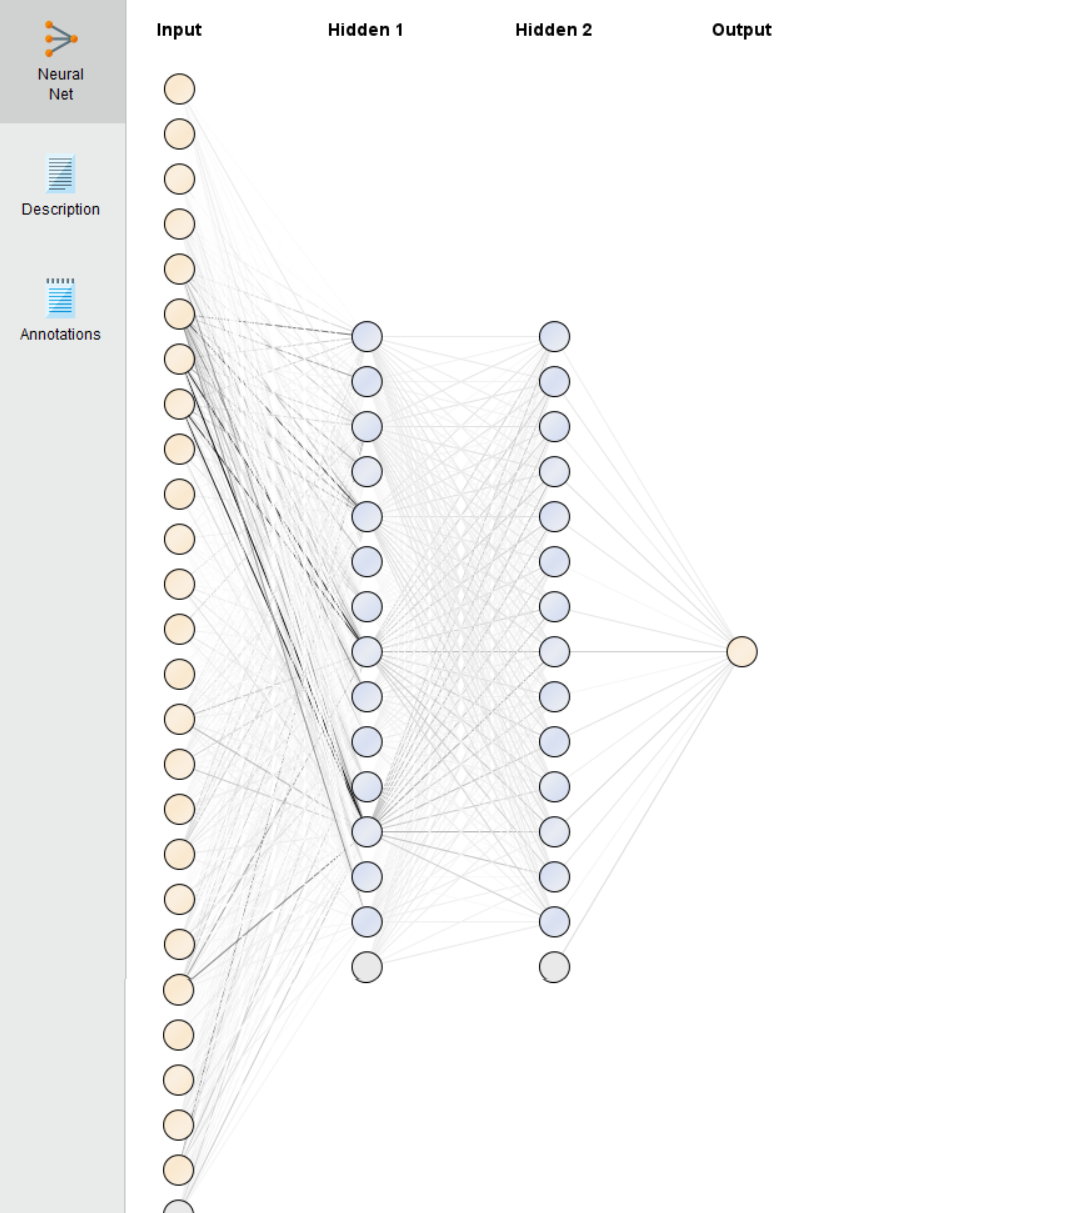 Input
Hidden 1
Hidden 2
Output
Neural
Net
Description
Annotations